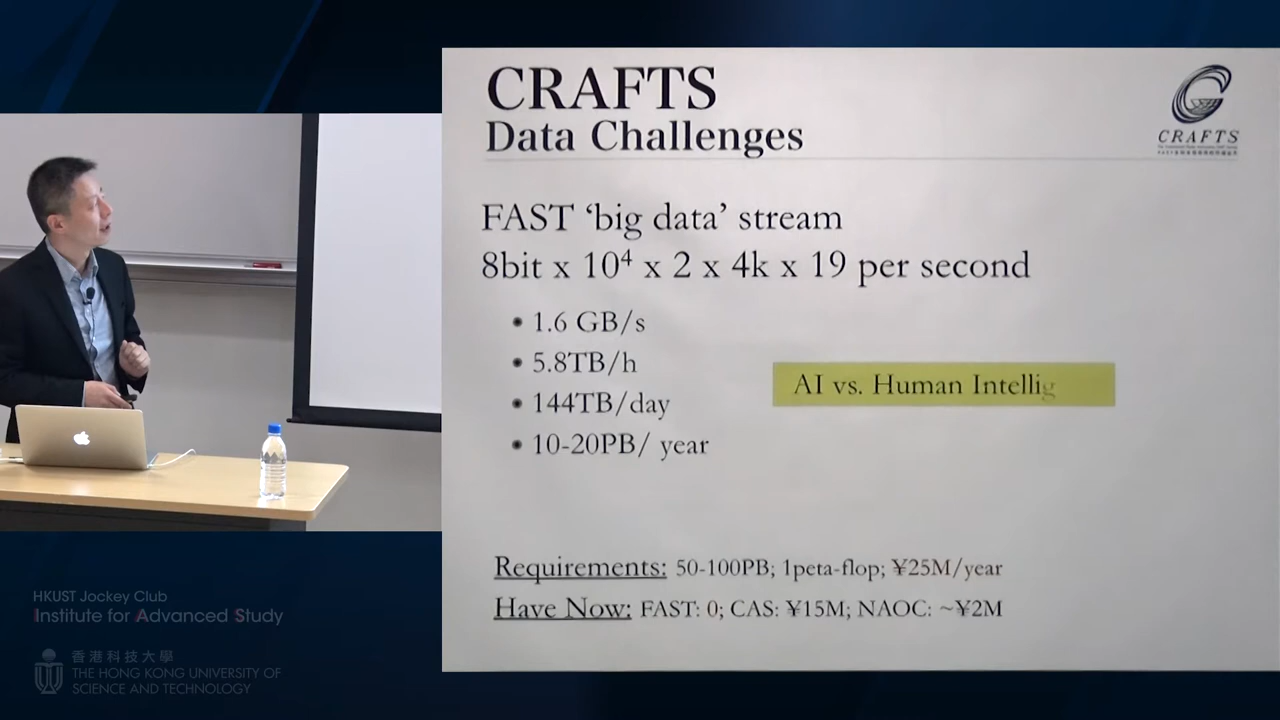 CRAFTS
Data Challenges
CRAFTS
FAST ‘big data’ stream
8bit x 10⁴ x 2 x 4k x 19 per second
• 1.6 GB/s
• 5.8TB/h
• 144TB/day
• 10-20PB/ year
AI vs. Human Intellig
Requirements: 50-100PB; 1peta-flop; ¥25M/year
Have Now: FAST: 0; CAS: ¥15M; NAOC: ~¥2M
HKUST Jockey Club
Institute for Advanced Study
香港科技大學
THE HONG KONG UNIVERSITY OF
SCIENCE AND TECHNOLOGY